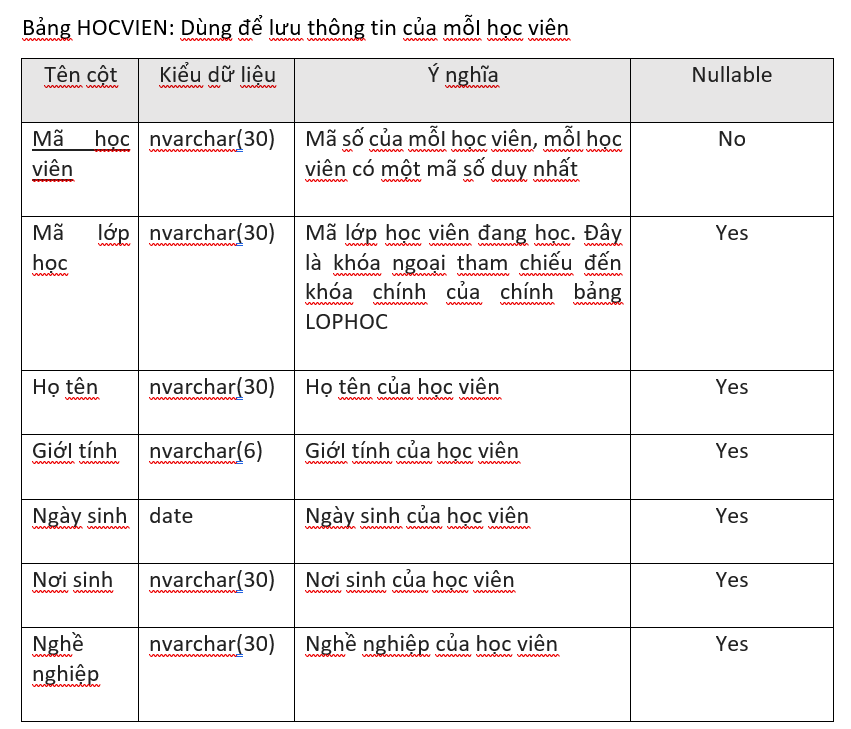 Bảng HOCVIEN: Dùng để lưu thông tin của mỗI học viên
Tên cột Kiểu dữ liệu Ý nghĩa Nullable
Mã học nvarchar(30) Mã số của mỗI học viên, mỗI học No
viên viên có một mã số duy nhất
Mã lớp nvarchar(30) Mã lớp học viên đang học. Đây Yes
học là khóa ngoại tham chiếu đến
khóa chính của chính bảng
LOPHOC
Họ tên nvarchar(30) Họ tên của học viên Yes
GiớI tính nvarchar(6) GiớI tính của học viên Yes
Ngày sinh date Ngày sinh của học viên Yes
Nơi sinh nvarchar(30) Nơi sinh của học viên Yes
Nghề nvarchar(30) Nghề nghiệp của học viên Yes
nghiệp